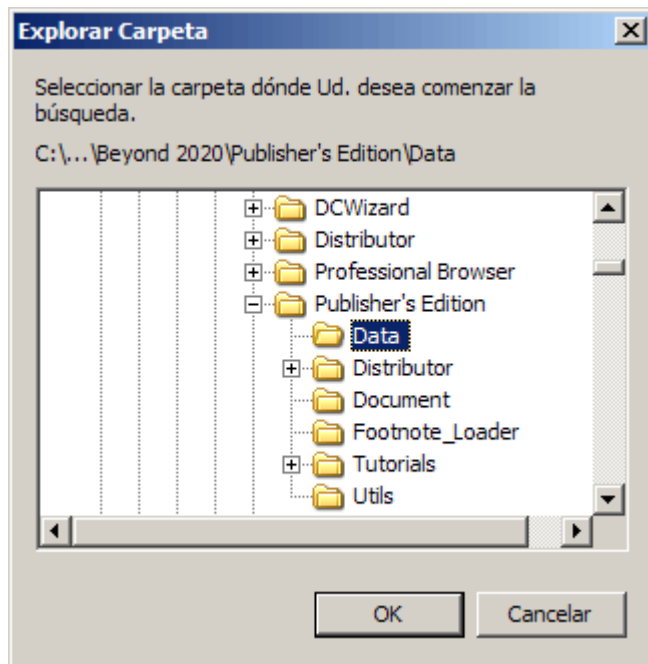 Explorar Carpeta
Seleccionar la carpeta dónde Ud. desea comenzar la
búsqueda.
C:\...\Beyond 2020\Publisher's Edition\Data
DCWizard
Distributor
Professional Browser
Publisher's Edition
Data
Distributor
Document
Footnote_Loader
Tutorials
Utils
OK
Cancelar